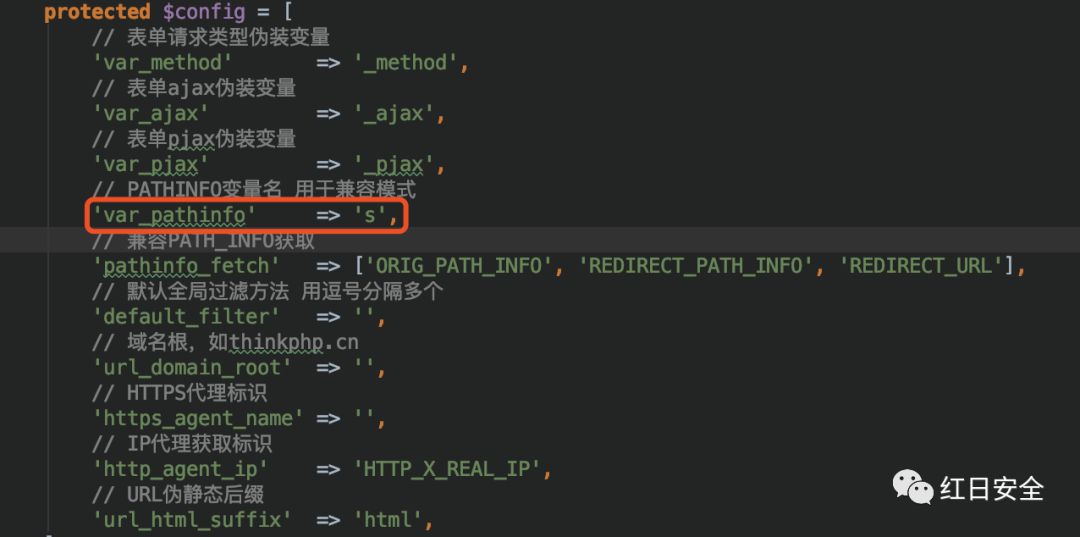 protected $config = [
// 表单请求类型伪装变量
'var_method' => '_method',
// 表单ajax伪装变量
'var_ajax' => '_ajax',
// 表单pjax伪装变量
'var_pjax' => '_pjax',
// PATHINFO变量名 用于兼容模式
'var_pathinfo' => 's',
// 兼容PATH_INFO获取
'pathinfo_fetch' => ['ORIG_PATH_INFO', 'REDIRECT_PATH_INFO', 'REDIRECT_URL'],
// 默认全局过滤方法 用逗号分隔多个
'default_filter' => '',
// 域名根，如thinkphp.cn
'url_domain_root' => '',
// HTTPS代理标识
'https_agent_name' => '',
// IP代理获取标识
'http_agent_ip' => 'HTTP_X_REAL_IP',
// URL伪静态后缀
'url_html_suffix' => 'html',
红日安全